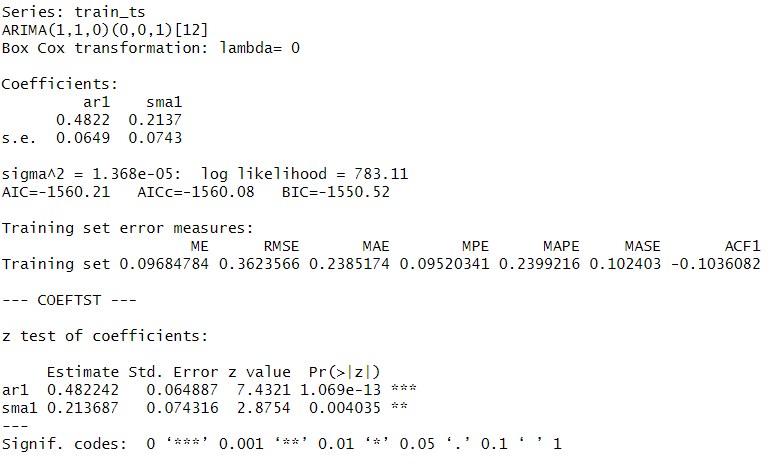 Series: train_ts
ARIMA(1,1,0)(0,0,1)[12]
Box Cox transformation: lambda= 0
Coefficients:
ar1 sma1
0.4822 0.2137
s.e. 0.0649 0.0743
sigma^2 = 1.368e-05: log likelihood = 783.11
AIC=-1560.21 AICc=-1560.08 BIC=-1550.52
Training set error measures:
ME RMSE MAE MPE MAPE MASE ACF1
Training set 0.09684784 0.3623566 0.2385174 0.09520341 0.2399216 0.102403 -0.1036082
--- COEFTST ---
z test of coefficients:
Estimate Std. Error z value Pr(>|z|)
ar1 0.482242 0.064887 7.4321 1.069e-13 ***
sma1 0.213687 0.074316 2.8754 0.004035 **
---
Signif. codes: 0 ‘***’ 0.001 ‘**’ 0.01 ‘*’ 0.05 ‘.’ 0.1 ‘ ’ 1